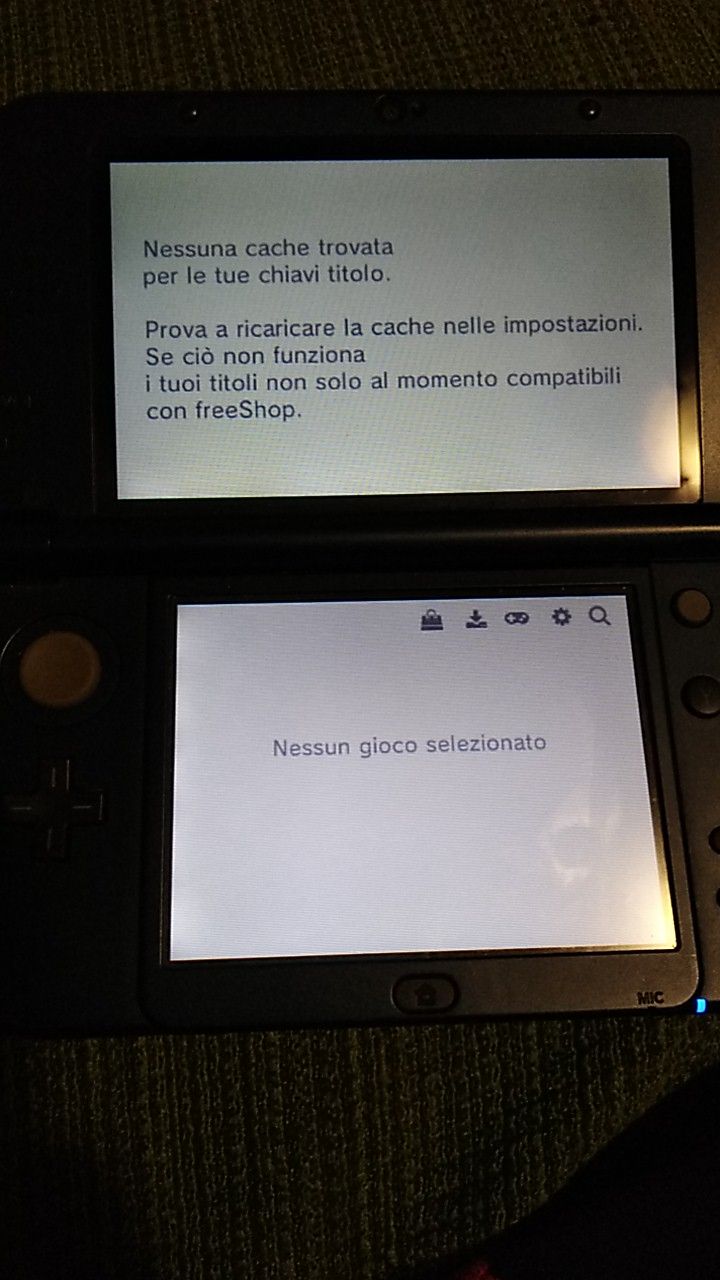 Nessuna cache trovata
per le tue chiavi titolo.
Prova a ricaricare la cache nelle impostazioni.
Se ciò non funziona
i tuoi titoli non solo al momento compatibili
con freeShop.
Nessun gioco selezionato
MIC